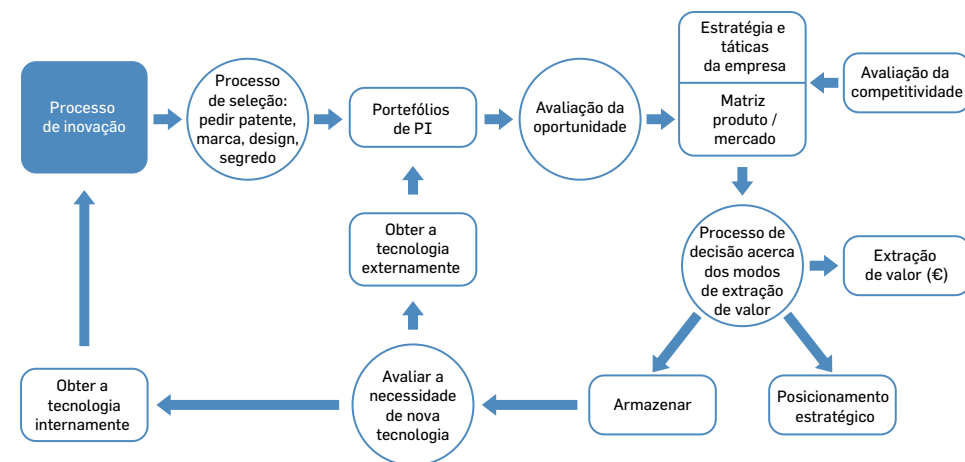 Processo
de inovação
Processo
de seleção:
pedir patente,
marca, design,
segredo
Portefólios
de PI
Avaliação da
oportunidade
Estratégia e
táticas
da empresa
Matriz
produto /
mercado
Avaliação da
competitividade
Obter a
tecnologia
externamente
Processo de
decisão acerca
dos modos
de extração
de valor
Extração
de valor (€)
Obter a
tecnologia
internamente
Avaliar a
necessidade
de nova
tecnologia
Armazenar
Posicionamento
estratégico